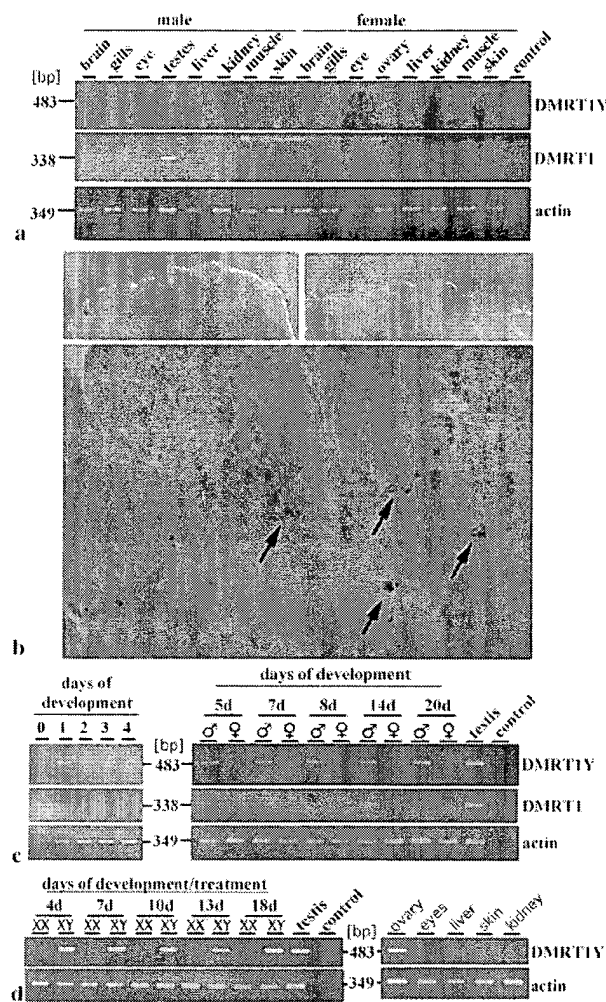 male female
brain gills eye testes liver kidney muscle skin brain gills eye ovary liver kidney muscle skin control
[bp]
483 DMRT1Y
338 DMRT1
349 actin
a
b
days of development
days of
development
5d 7d 8d 14d 20d
0 1 2 3 4 [bp] ♂ ♀ ♂ ♀ ♂ ♀ ♂ ♀ ♂ ♀ testis control
483 DMRT1Y
338 DMRT1
349 actin
c
days of development/treatment
4d 7d 10d 13d 18d
XX XY XX XY XX XY XX XY XX XY testis control [bp] ovary eyes liver skin kidney
483 DMRT1Y
349 actin
d